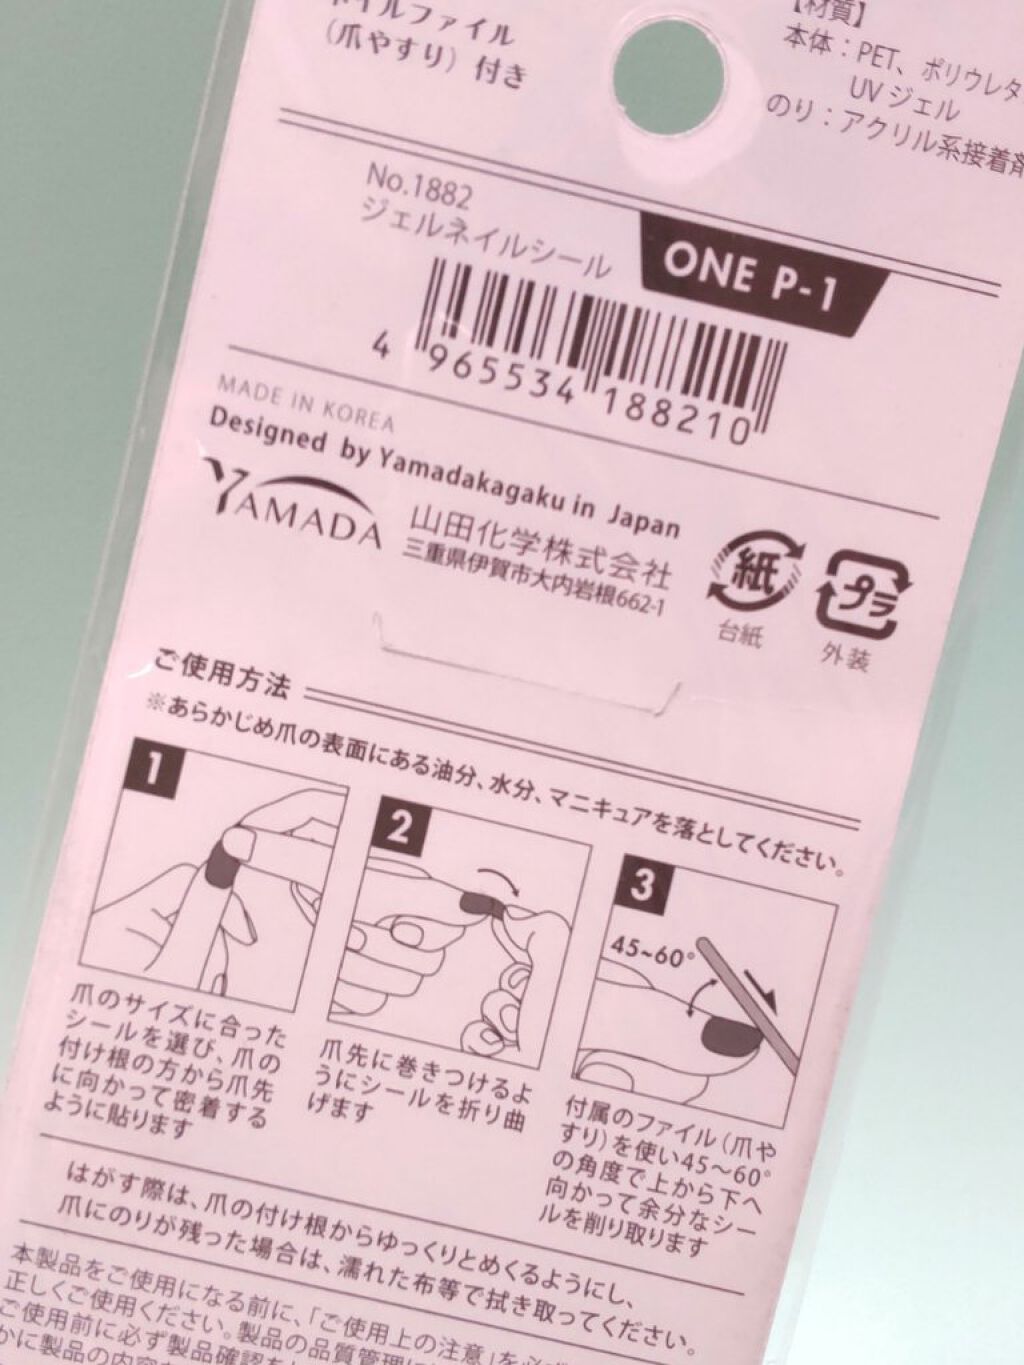 ネイルファイル
（爪やすり）付き
【材質】
本体：PET、ポリウレタ
UVジェル
のり：アクリル系接着剤
No.1882
ジェルネイルシール
ONE P-1
4 965534 188210
MADE IN KOREA
Designed by Yamadakagaku in Japan
YAMADA
山田化学株式会社
三重県伊賀市大内岩根662-1
紙
台紙
プラ
外装
ご使用方法
※あらかじめ爪の表面にある油分、水分、マニキュアを落としてください。
1
爪のサイズに合った
シールを選び、爪の
付け根の方から爪先
に向かって密着する
ように貼ります
2
爪先に巻きつけるよ
うにシールを折り曲
げます
3
45~60°
付属のファイル（爪や
すり）を使い45～60°
の角度で上から下へ
向かって余分なシー
ルを削り取ります
はがす際は、爪の付け根からゆっくりとめくるようにし、
爪にのりが残った場合は、濡れた布等で拭き取ってください。
本製品をご使用になる前に、「ご使用上の注意」を必ず
正しくご使用ください。製品の品質管理に
ご使用前に必ず製品確認を
かに製品の内容